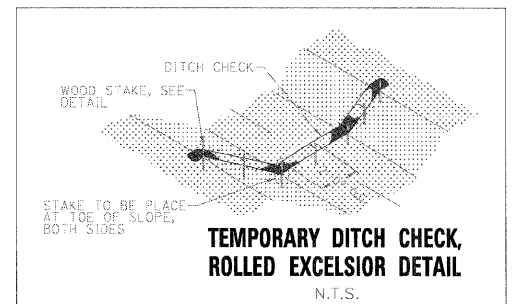 DITCH CHECK
WOOD STAKE, SEE
DETAIL
STAKE TO BE PLACE
AT TOE OF SLOPE,
BOTH SIDES
TEMPORARY DITCH CHECK,
ROLLED EXCELSIOR DETAIL
N.T.S.